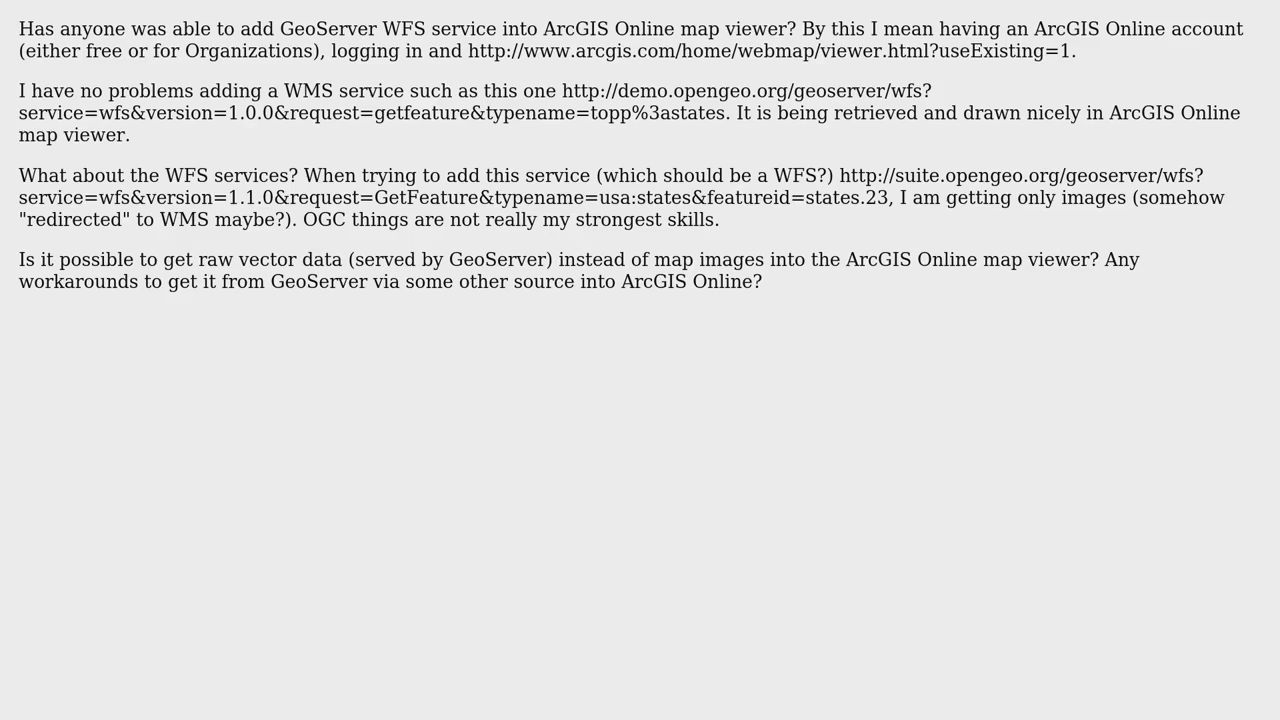 Has anyone was able to add GeoServer WFS service into ArcGIS Online map viewer? By this I mean having an ArcGIS Online account
(either free or for Organizations), logging in and http://www.arcgis.com/home/webmap/viewer.html?useExisting=1.
I have no problems adding a WMS service such as this one http://demo.opengeo.org/geoserver/wfs?
service=wfs&version=1.0.0&request=getfeature&typename=topp%3astates. It is being retrieved and drawn nicely in ArcGIS Online
map viewer.
What about the WFS services? When trying to add this service (which should be a WFS?) http://suite.opengeo.org/geoserver/wfs?
service=wfs&version=1.1.0&request=GetFeature&typename=usa:states&featureid=states.23, I am getting only images (somehow
"redirected" to WMS maybe?). OGC things are not really my strongest skills.
Is it possible to get raw vector data (served by GeoServer) instead of map images into the ArcGIS Online map viewer? Any
workarounds to get it from GeoServer via some other source into ArcGIS Online?